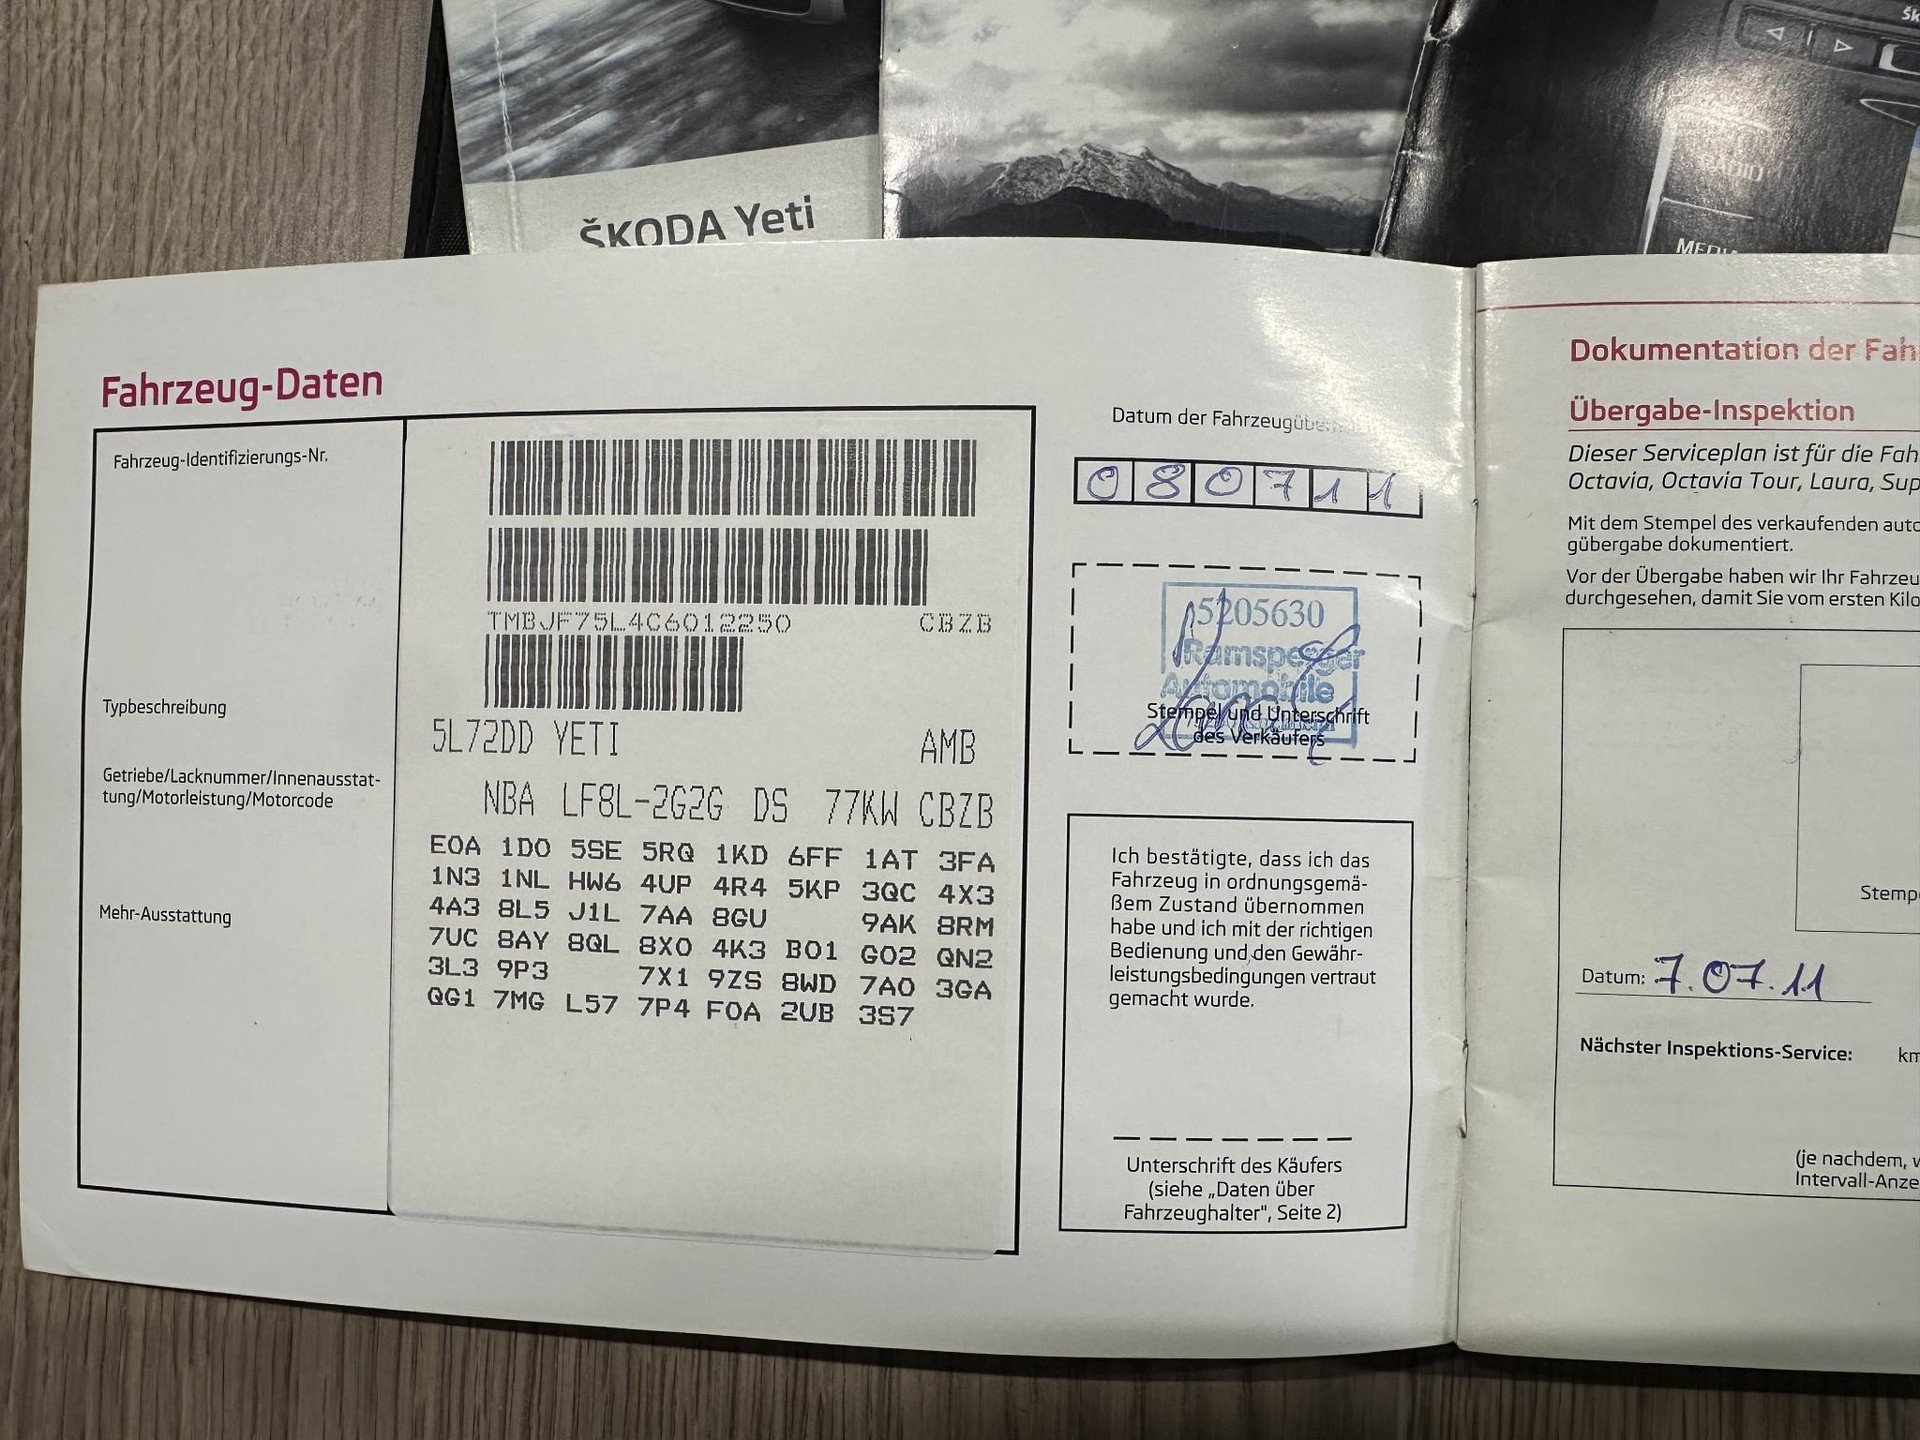 ŠKODA Yeti
MEDIA
Fahrzeug-Daten
Fahrzeug-Identifizierungs-Nr.
TMBJF75L4C6012250 CBZB
Typbeschreibung
5L72DD YETI AMB
Getriebe/Lacknummer/Innenausstat-
tung/Motorleistung/Motorcode
NBA LF8L-2G2G DS 77KW CBZB
Mehr-Ausstattung
EOA 1DO 5SE 5RQ 1KD 6FF 1AT 3FA
1N3 1NL HW6 4UP 4R4 5KP 3QC 4X3
4A3 8L5 J1L 7AA 8GU 9AK 8RM
7UC 8AY 8QL 8X0 4K3 B01 G02 QN2
3L3 9P3 7X1 9ZS 8WD 7A0 3GA
QG1 7MG L57 7P4 F0A 2UB 3S7
Datum der
080711
5205630
Ramsperger
Automobile
Stempel und Unterschrift
des Verkäufers
Ich bestätigte, dass ich das
Fahrzeug in ordnungsgemä-
ßem Zustand übernommen
habe und ich mit der richtigen
Bedienung und den Gewähr-
leistungsbedingungen vertraut
gemacht wurde.
Unterschrift des Käufers
(siehe „Daten über
Fahrzeughalter", Seite 2)
Dokumentation der Fah
Übergabe-Inspektion
Dieser Serviceplan ist für die Fah
Octavia, Octavia Tour, Laura, Sup
Mit dem Stempel des verkaufenden auto
gübergabe dokumentiert.
Vor der Übergabe haben wir Ihr Fahrzeu
durchgesehen, damit Sie vom ersten Kilo
Stemp
Datum: 7.07.11
Nächster Inspektions-Service: km
(je nachdem, w
Intervall-Anze